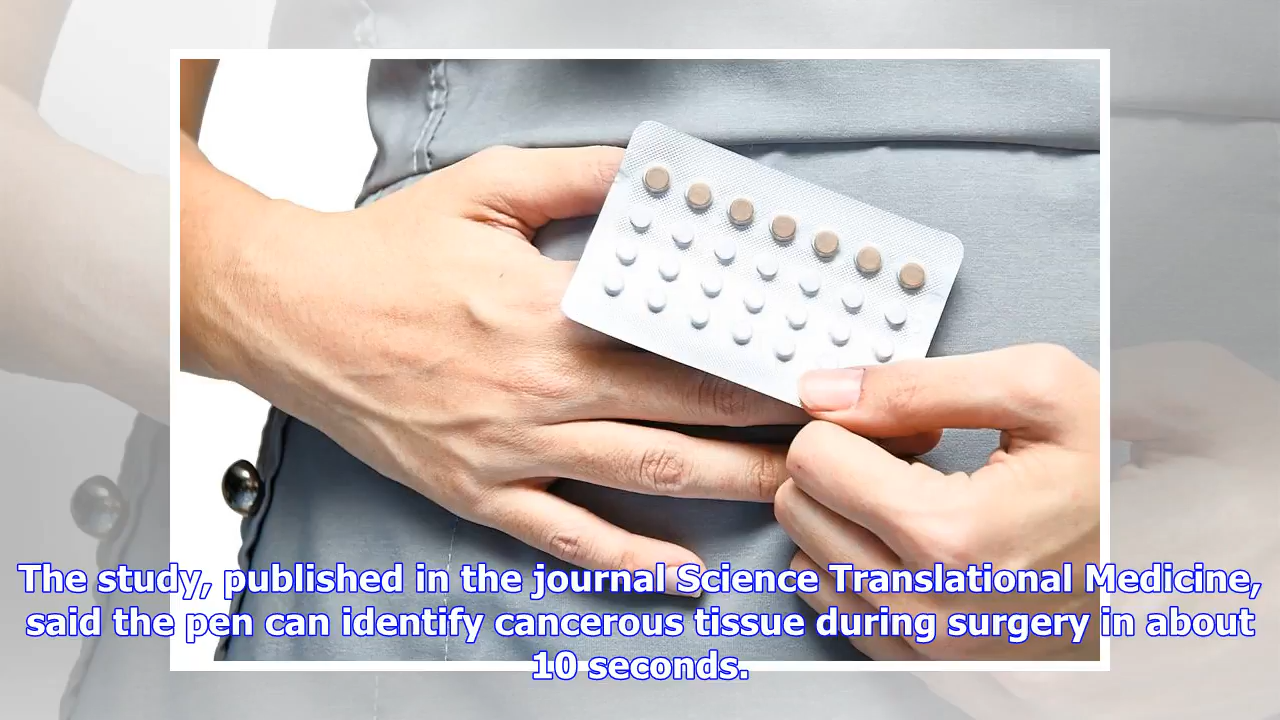 The study, published in the journal Science Translational Medicine,
said the pen can identify cancerous tissue during surgery in about
10 seconds.